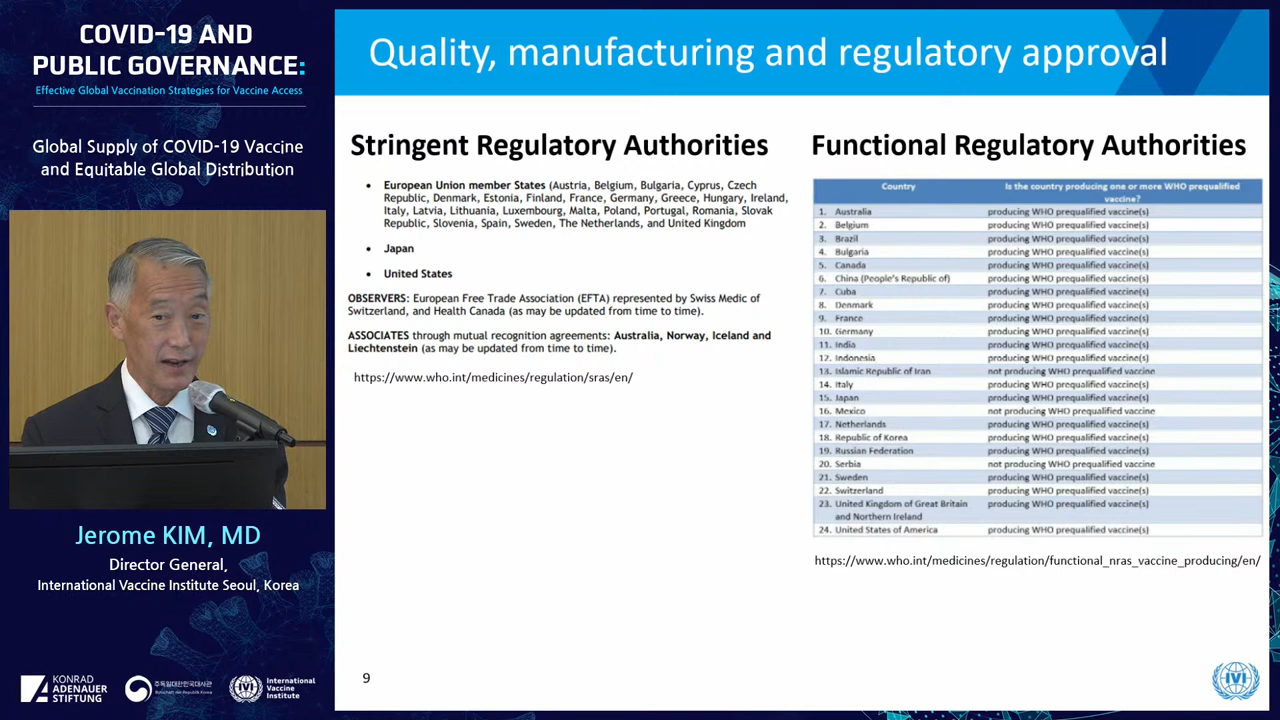 COVID-19 AND
PUBLIC GOVERNANCE:
Effective Global Vaccination Strategies for Vaccine Access
Global Supply of COVID-19 Vaccine
and Equitable Global Distribution
Jerome KIM, MD
Director General,
International Vaccine Institute Seoul, Korea
KONRAD
ADENAUER
STIFTUNG
주독일대한민국대사관
Botschaft der Republik Korea
International
Vaccine
Institute
Quality, manufacturing and regulatory approval
Stringent Regulatory Authorities
• European Union member States (Austria, Belgium, Bulgaria, Cyprus, Czech
Republic, Denmark, Estonia, Finland, France, Germany, Greece, Hungary, Ireland,
Italy, Latvia, Lithuania, Luxembourg, Malta, Poland, Portugal, Romania, Slovak
Republic, Slovenia, Spain, Sweden, The Netherlands, and United Kingdom
• Japan
• United States
OBSERVERS: European Free Trade Association (EFTA) represented by Swiss Medic of
Switzerland, and Health Canada (as may be updated from time to time).
ASSOCIATES through mutual recognition agreements: Australia, Norway, Iceland and
Liechtenstein (as may be updated from time to time).
https://www.who.int/medicines/regulation/sras/en/
Functional Regulatory Authorities
Country Is the country producing one or more WHO prequalified
vaccine?
1. Australia producing WHO prequalified vaccine(s)
2. Belgium producing WHO prequalified vaccine(s)
3. Brazil producing WHO prequalified vaccine(s)
4. Bulgaria producing WHO prequalified vaccine(s)
5. Canada producing WHO prequalified vaccine(s)
6. China (People's Republic of) producing WHO prequalified vaccine(s)
7. Cuba producing WHO prequalified vaccine(s)
8. Denmark producing WHO prequalified vaccine(s)
9. France producing WHO prequalified vaccine(s)
10. Germany producing WHO prequalified vaccine(s)
11. India producing WHO prequalified vaccine(s)
12. Indonesia producing WHO prequalified vaccine(s)
13. Islamic Republic of Iran not producing WHO prequalified vaccine
14. Italy producing WHO prequalified vaccine(s)
15. Japan producing WHO prequalified vaccine(s)
16. Mexico not producing WHO prequalified vaccine
17. Netherlands producing WHO prequalified vaccine(s)
18. Republic of Korea producing WHO prequalified vaccine(s)
19. Russian Federation producing WHO prequalified vaccine(s)
20. Serbia not producing WHO prequalified vaccine
21. Sweden producing WHO prequalified vaccine(s)
22. Switzerland producing WHO prequalified vaccine(s)
23. United Kingdom of Great Britain producing WHO prequalified vaccine(s)
and Northern Ireland
24. United States of America producing WHO prequalified vaccine(s)
https://www.who.int/medicines/regulation/functional_nras_vaccine_producing/en/
9
IVI